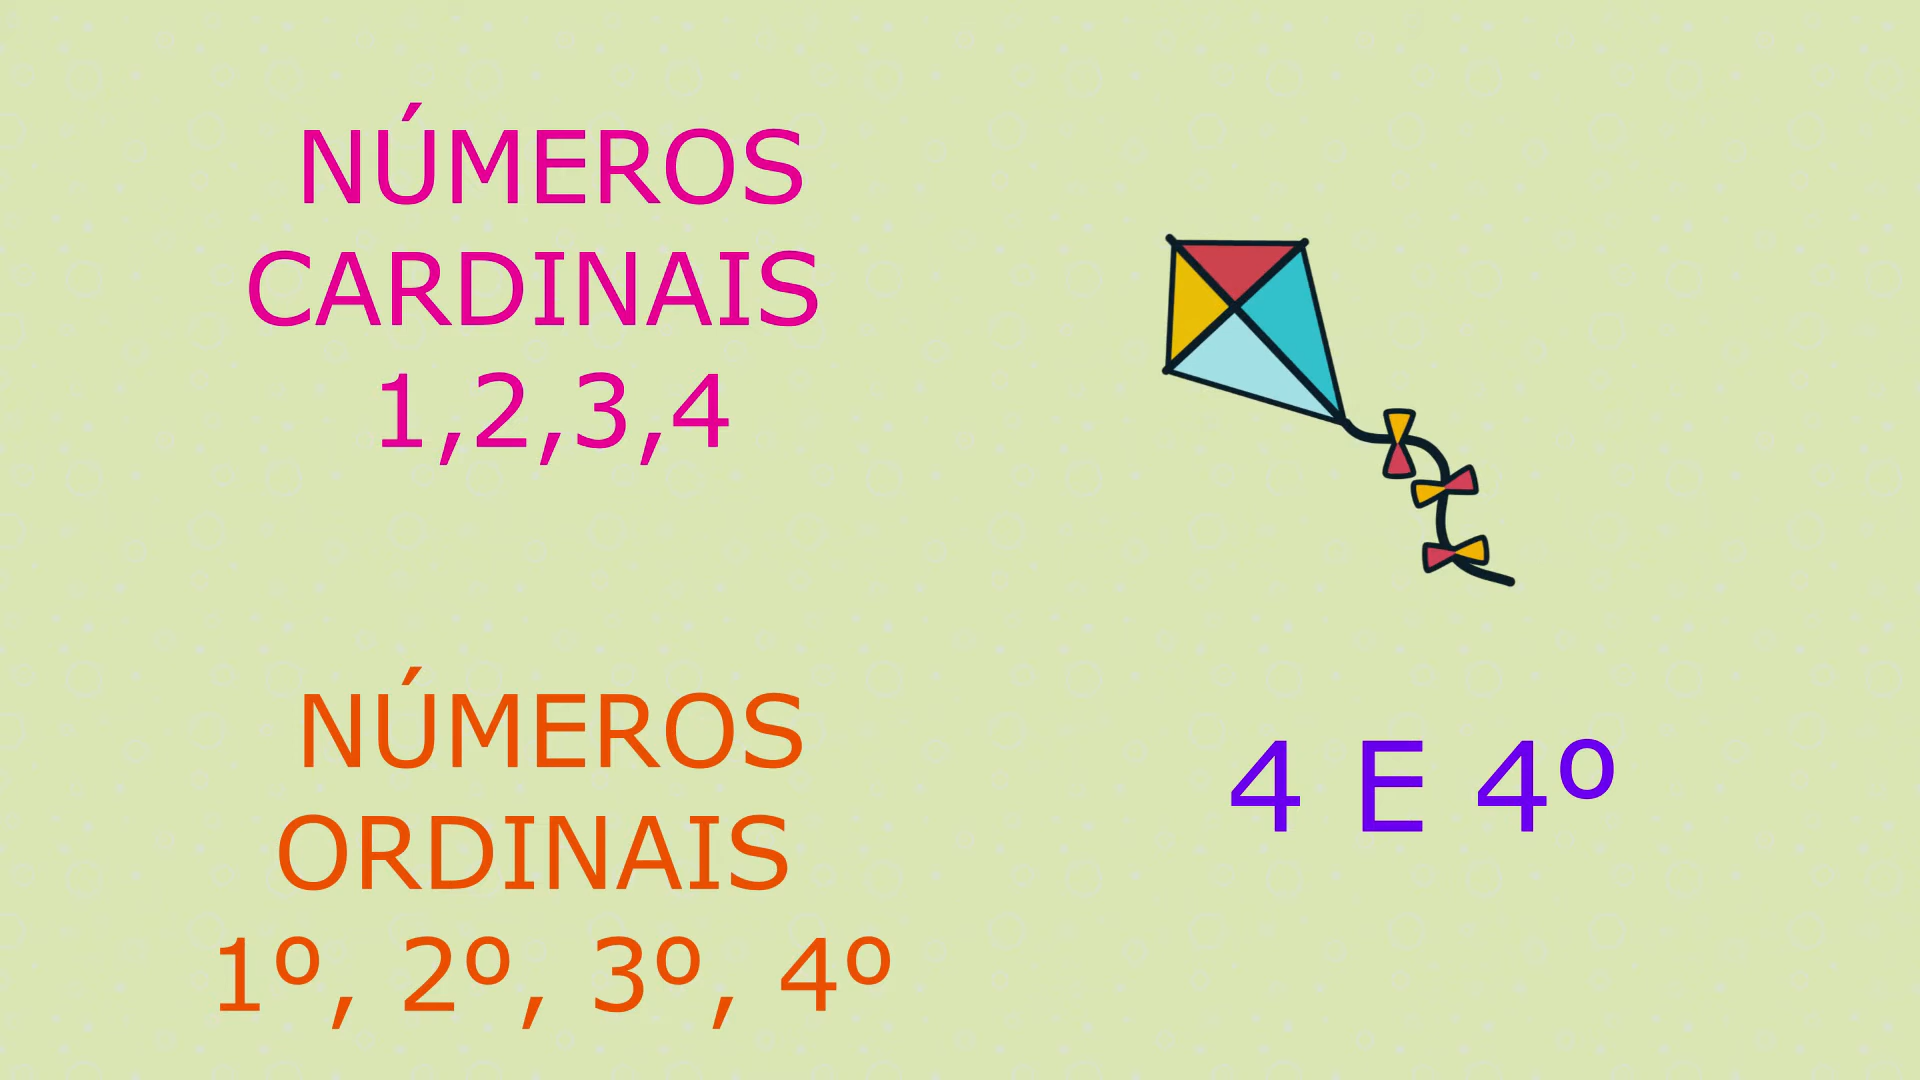 NÚMEROS
CARDINAIS
1,2,3,4
NÚMEROS
ORDINAIS
1º, 2º, 3º, 4º
4 E 4º